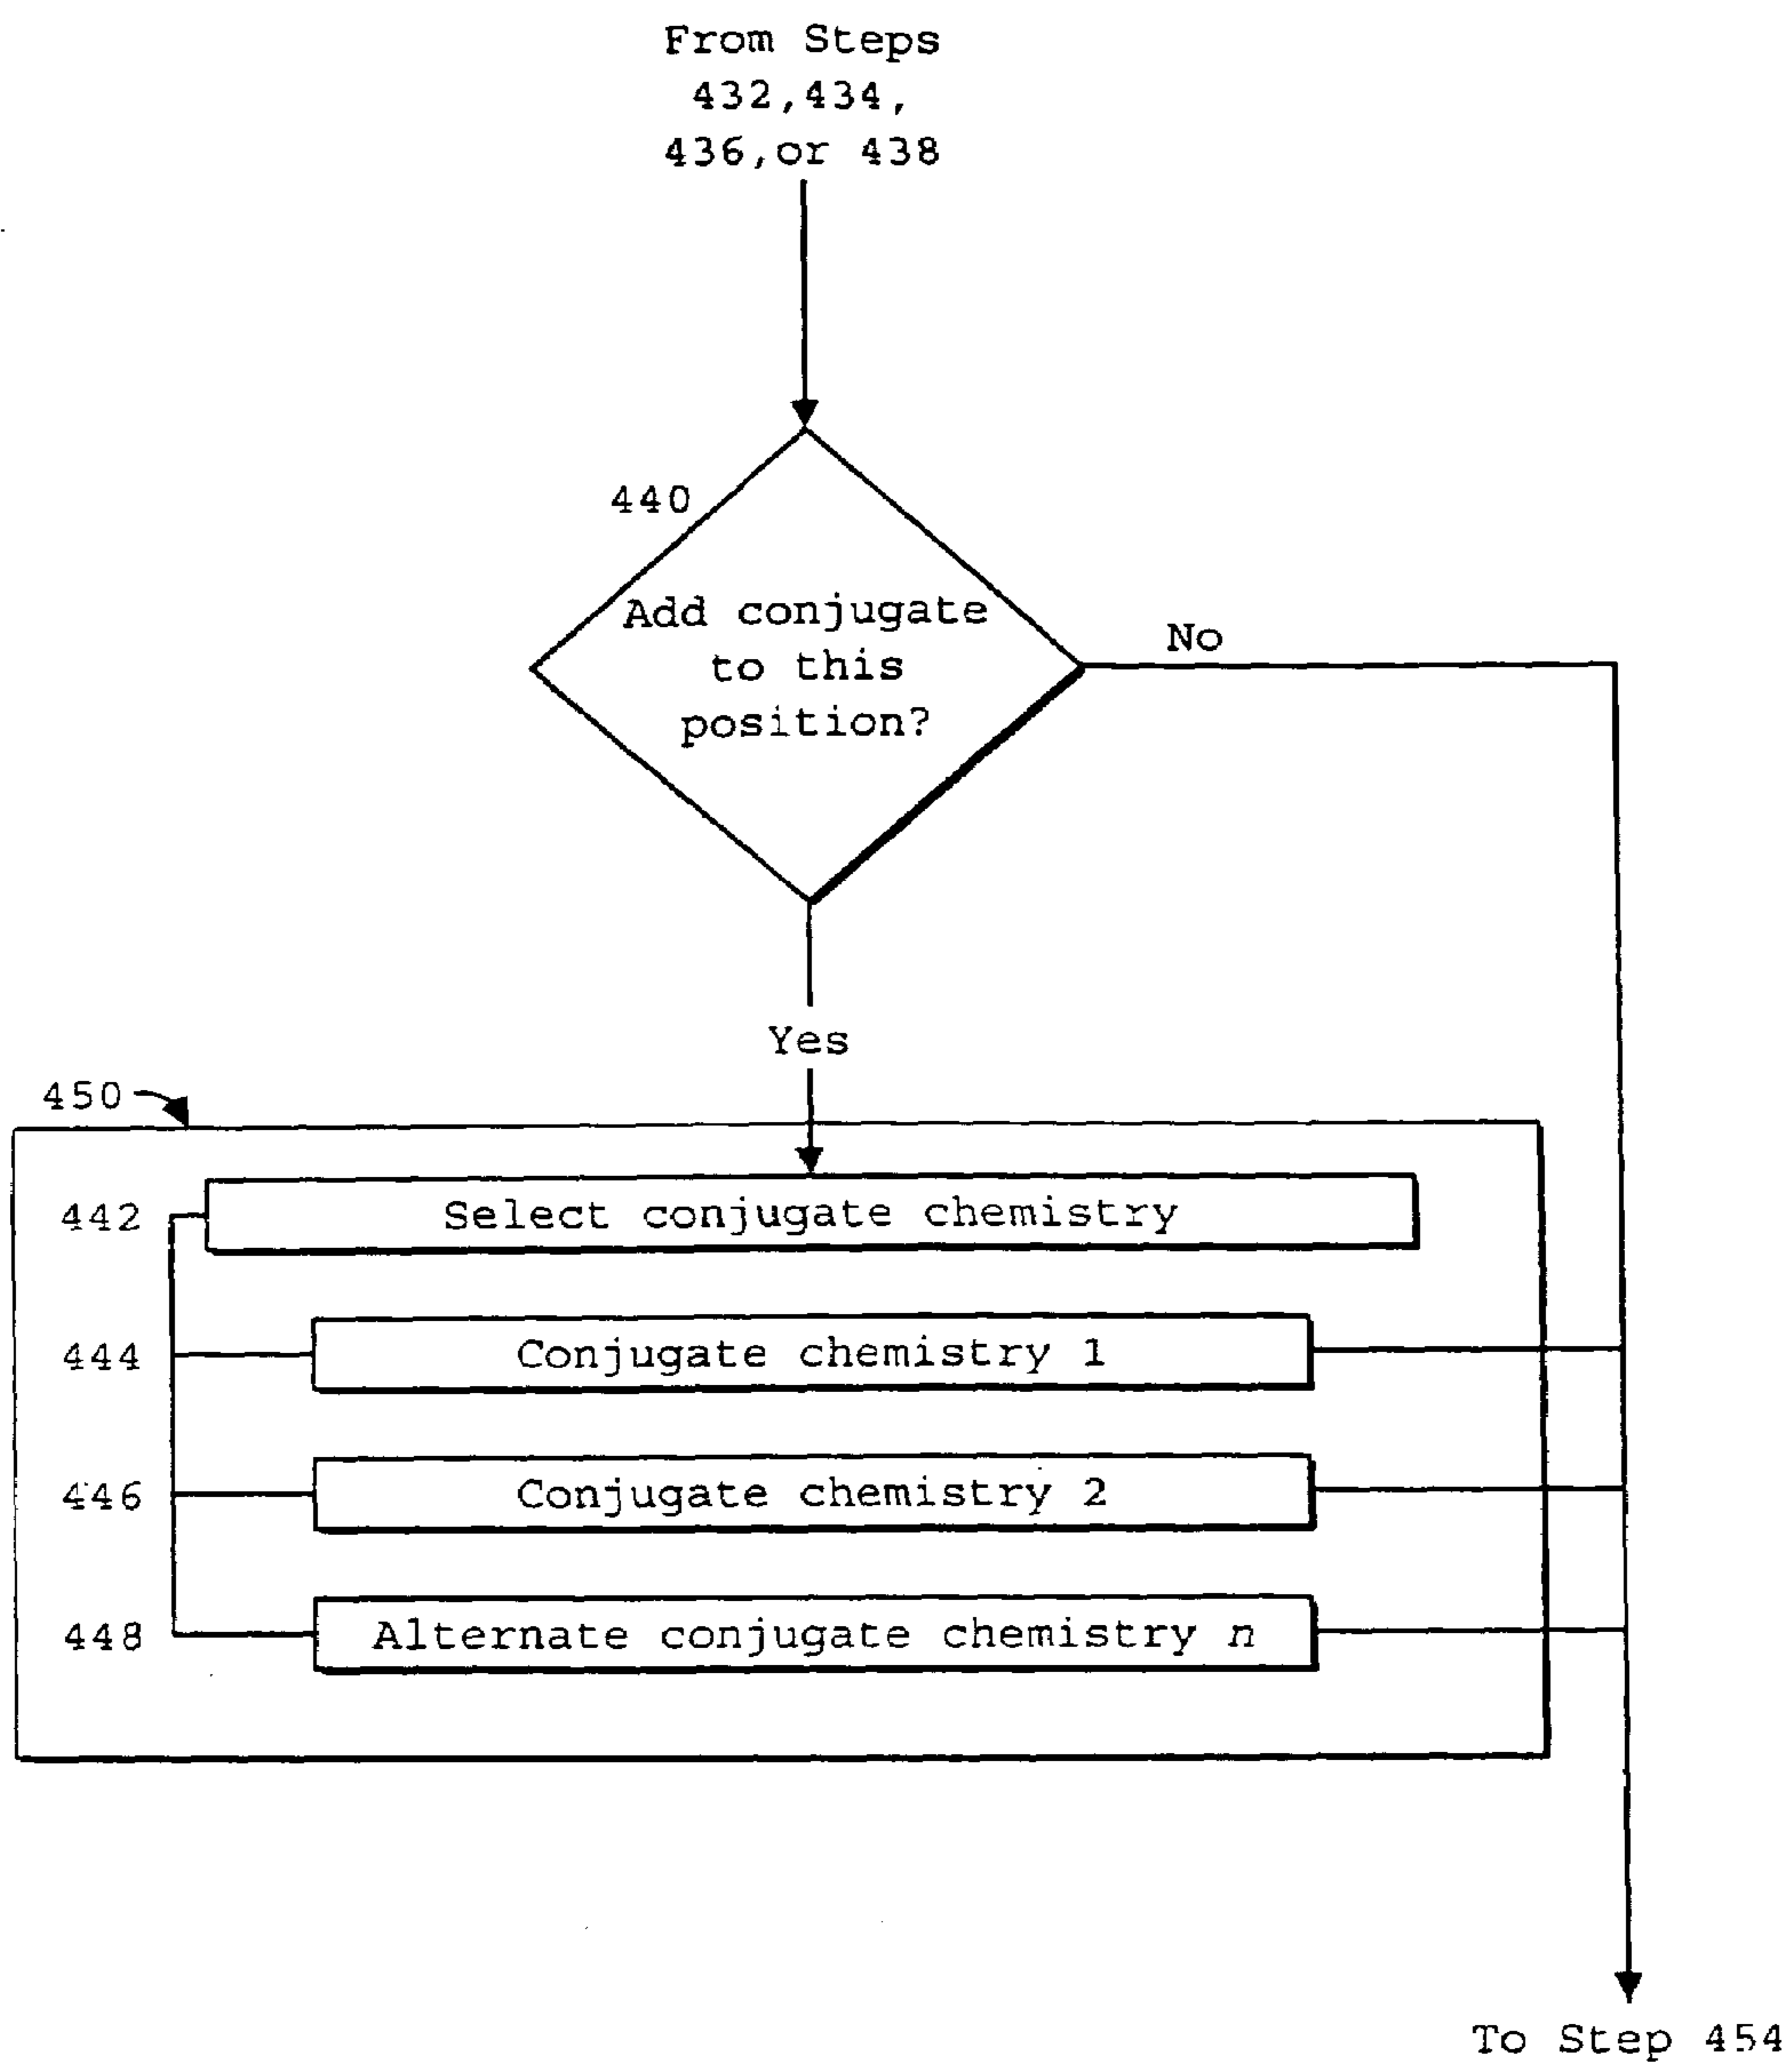 From Steps
432,434,
436,or 438
440
Add conjugate
to this
position?
No
Yes
450
442
Select conjugate chemistry
444
Conjugate chemistry 1
446
Conjugate chemistry 2
448
Alternate conjugate chemistry n
To Step 454